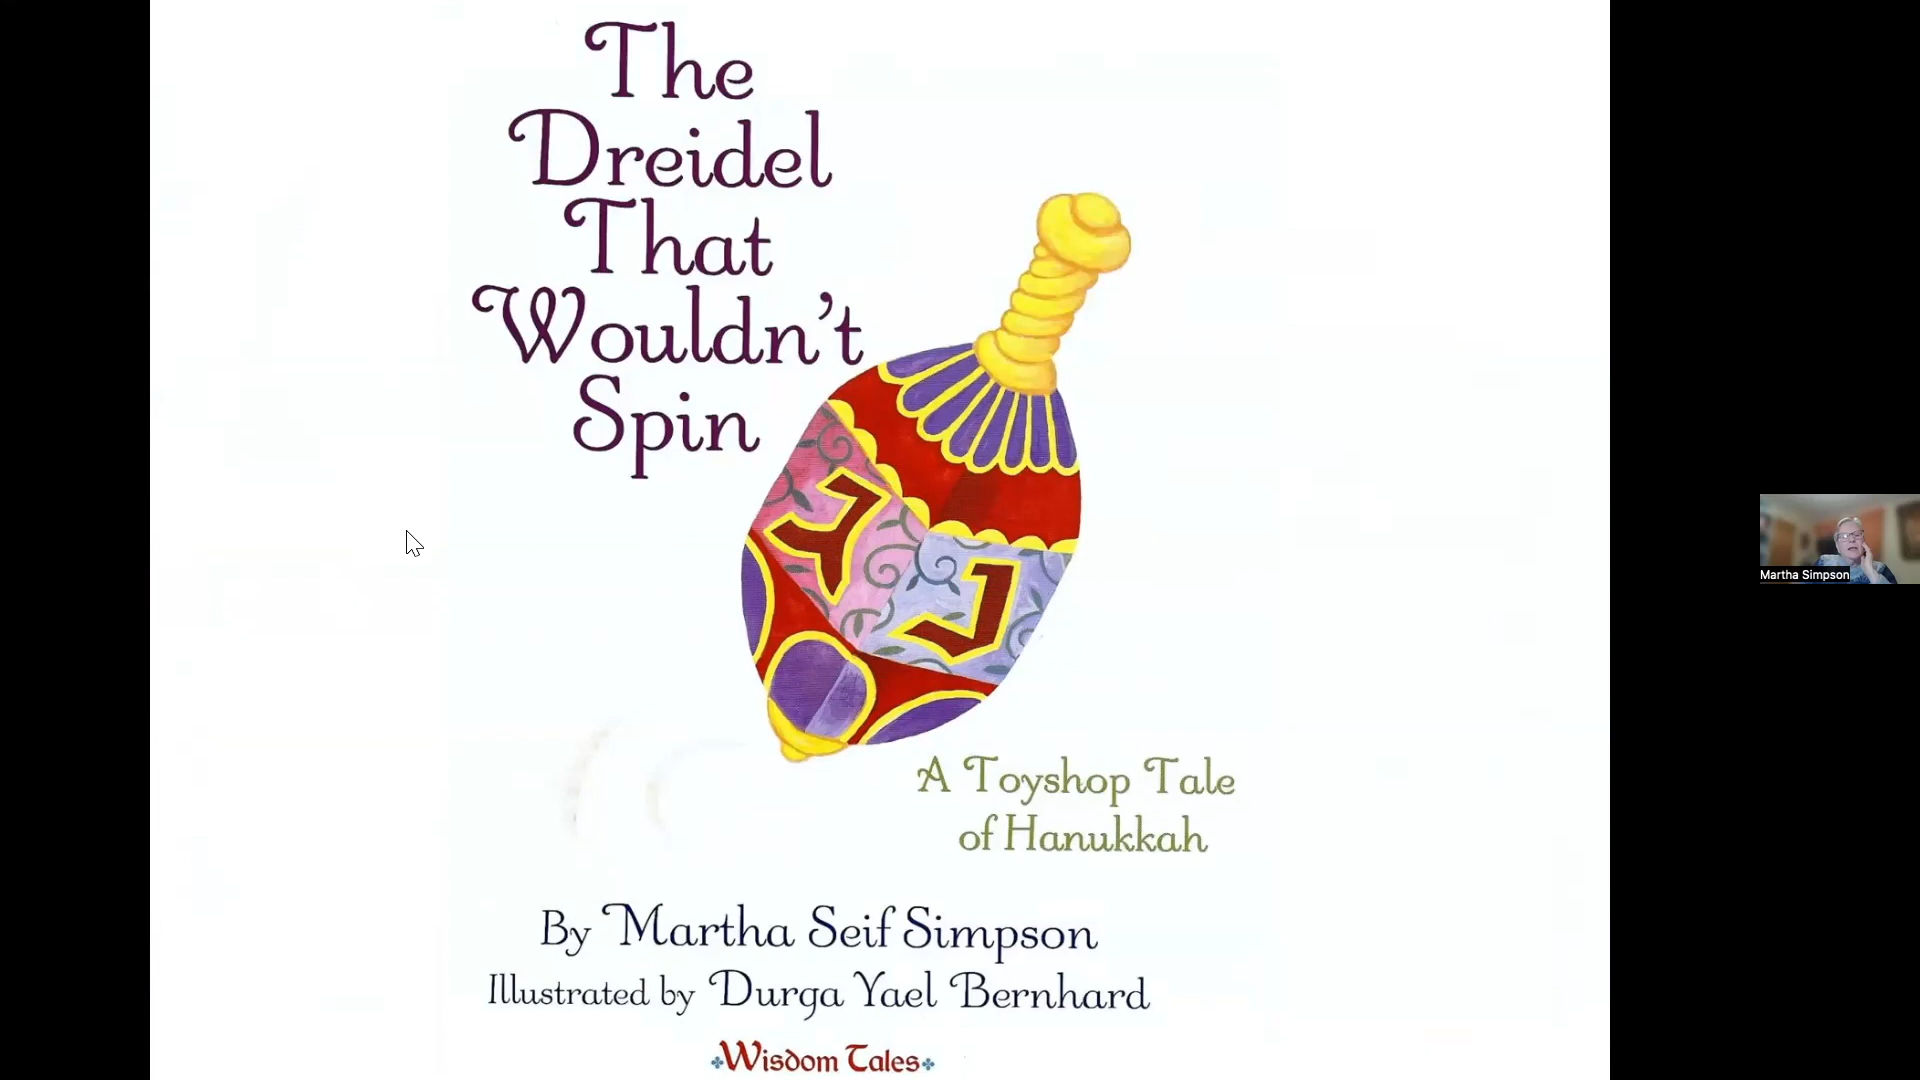 The
Dreidel
That
Wouldn't
Spin
נ ג
A Toyshop Tale
of Hanukkah
By Martha Seif Simpson
Illustrated by Durga Yael Bernhard
Wisdom Tales
Martha Simpson